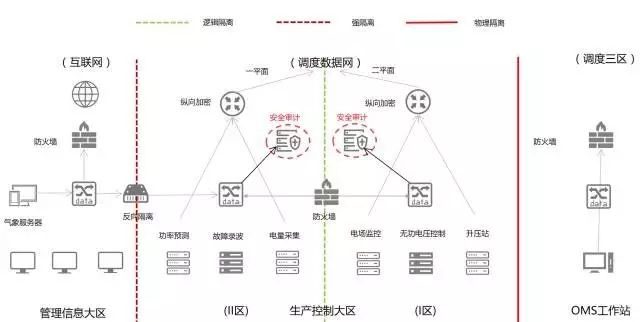 逻辑隔离
强隔离
物理隔离
（互联网）
（调度数据网）
（调度三区）
一平面
二平面
纵向加密
纵向加密
安全审计
安全审计
防火墙
防火墙
data
data
data
data
气象服务器
反向隔离
防火墙
功率预测
故障录波
电量采集
电场监控
无功电压控制
升压站
管理信息大区
(II区)
生产控制大区
(I区)
OMS工作站